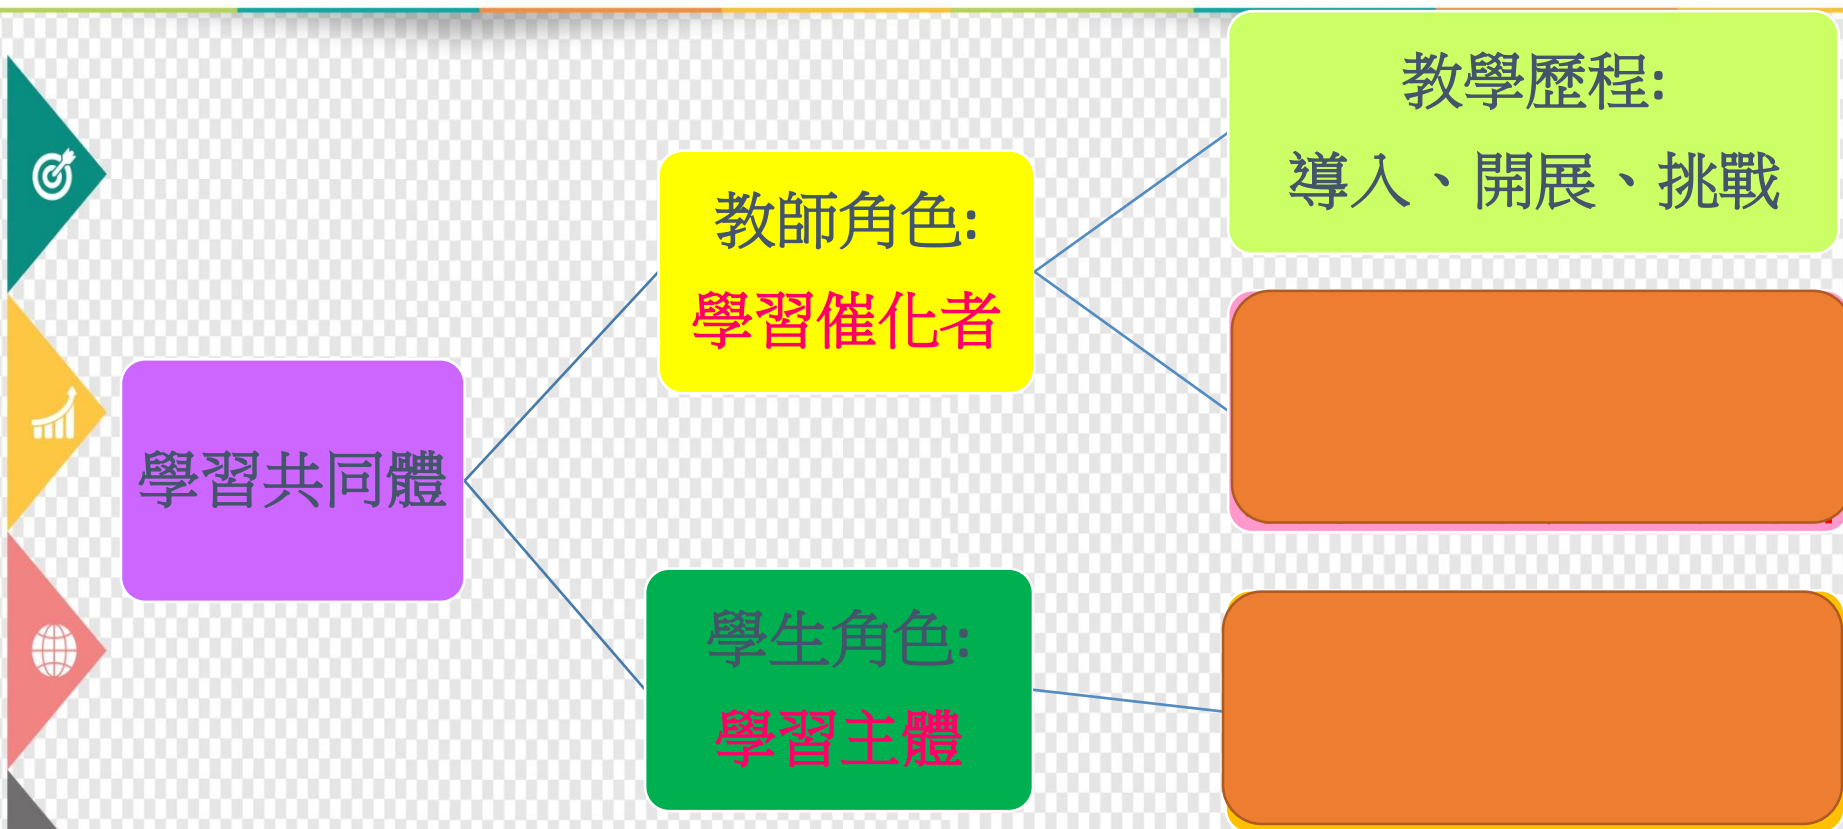 教學歷程:
導入、開展、挑戰
教師角色:
學習催化者
學習共同體
學生角色:
學習主體